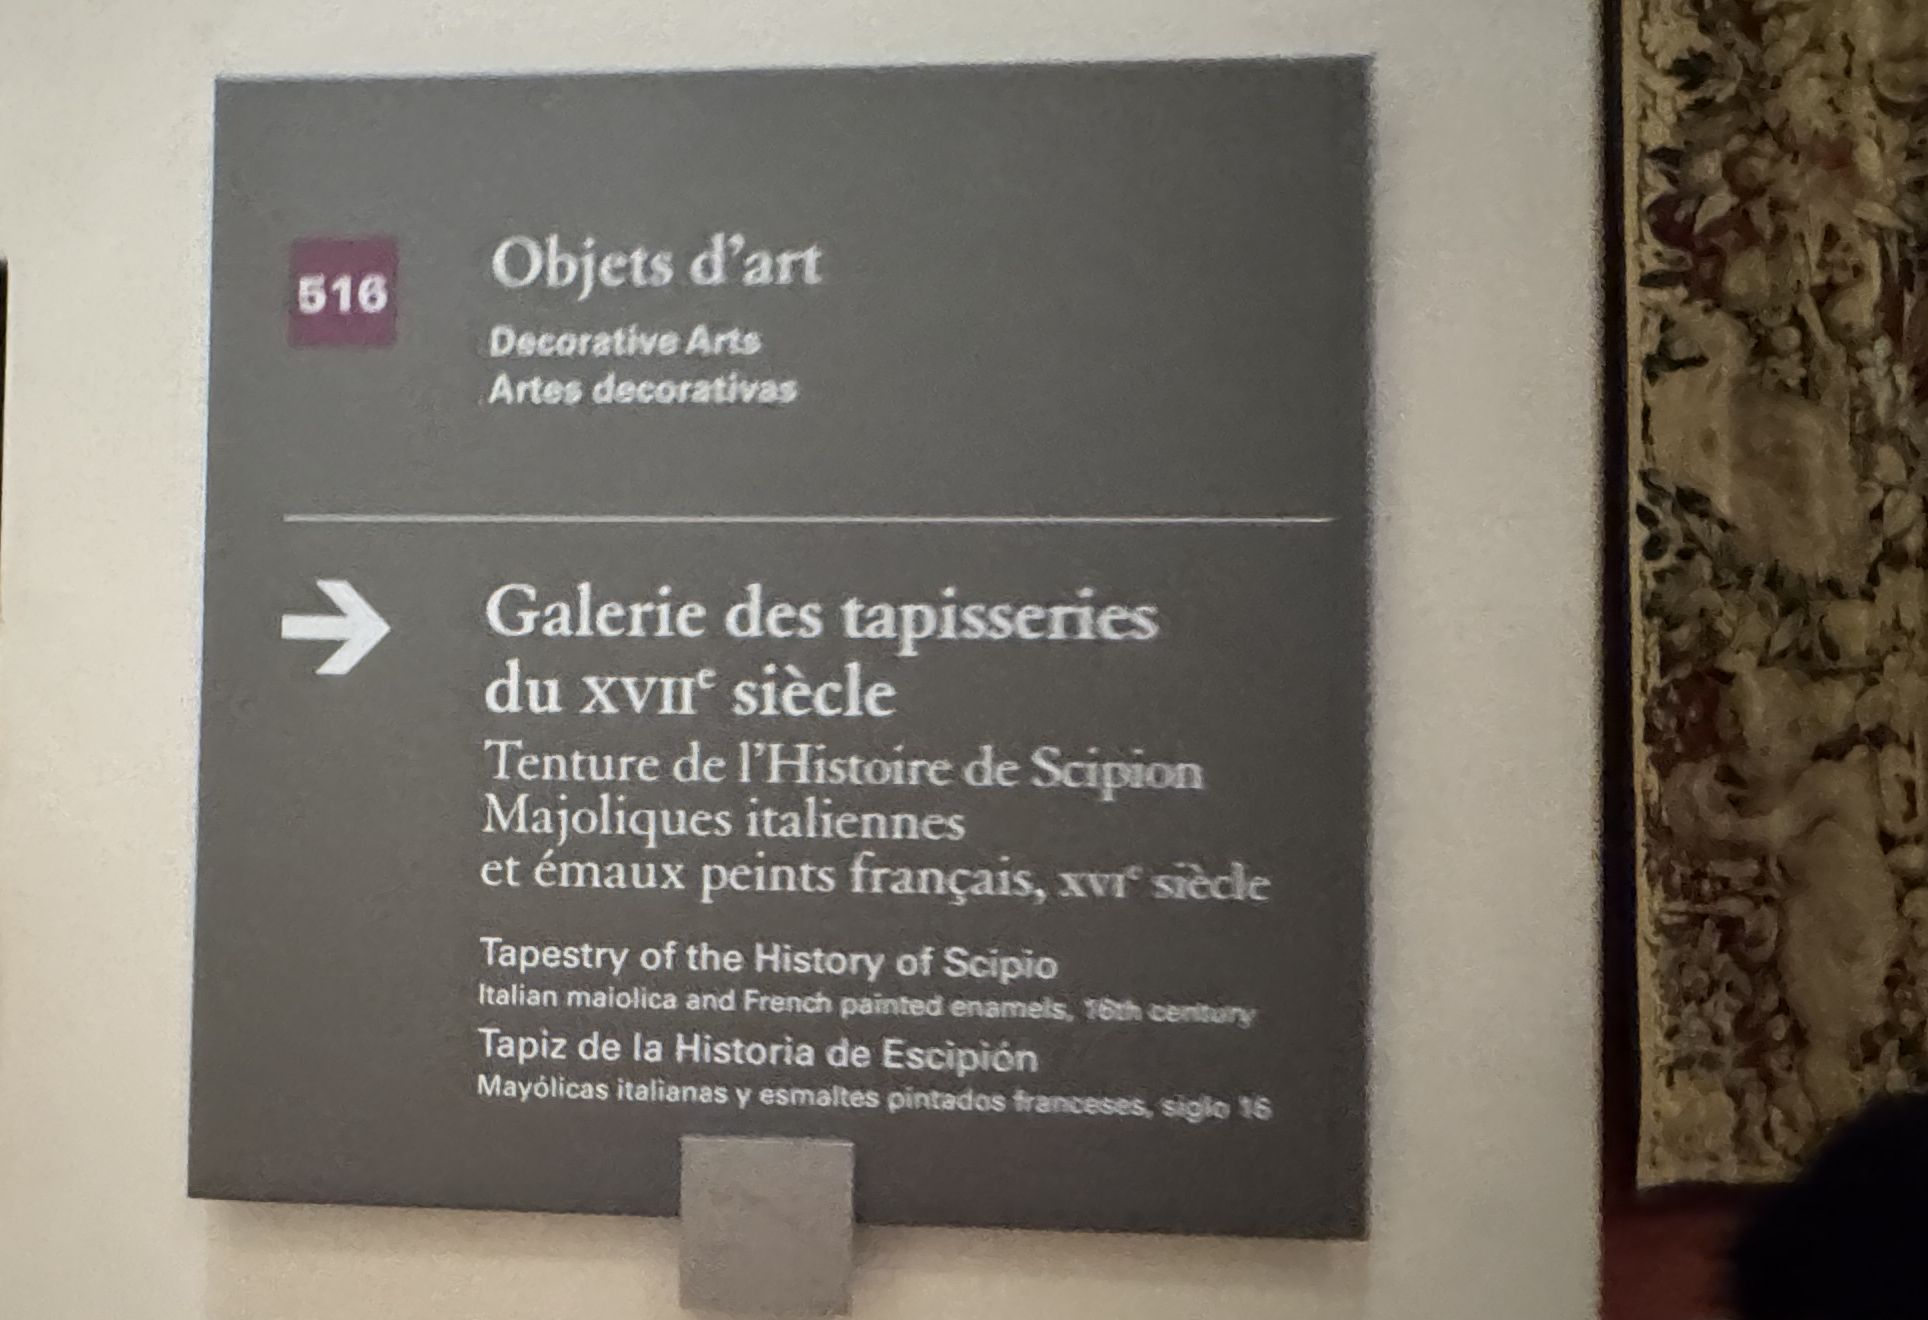 516
Objets d'art
Decorative Arts
Artes decorativas
Galerie des tapisseries
du XVIIe siècle
Tenture de l'Histoire de Scipion
Majoliques italiennes
et émaux peints français, XVIe siècle
Tapestry of the History of Scipio
Italian maiolica and French painted enamels, 16th century
Tapiz de la Historia de Escipión
Mayólicas italianas y esmaltes pintados franceses, siglo 16